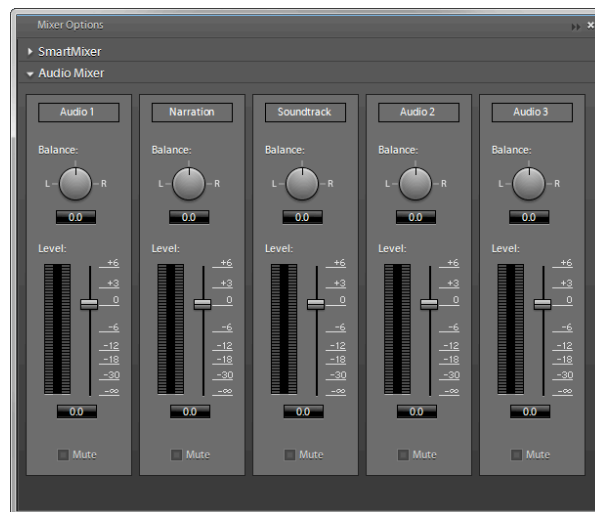 Mixer Options
SmartMixer
Audio Mixer
Audio 1 Narration Soundtrack Audio 2 Audio 3
Balance: Balance: Balance: Balance: Balance:
L R L R L R L R L R
0.0 0.0 0.0 0.0 0.0
Level: Level: Level: Level: Level:
+6 +6 +6 +6 +6
+3 +3 +3 +3 +3
0 0 0 0 0
-6 -6 -6 -6 -6
-12 -12 -12 -12 -12
-18 -18 -18 -18 -18
-30 -30 -30 -30 -30
-∞ -∞ -∞ -∞ -∞
0.0 0.0 0.0 0.0 0.0
Mute Mute Mute Mute Mute